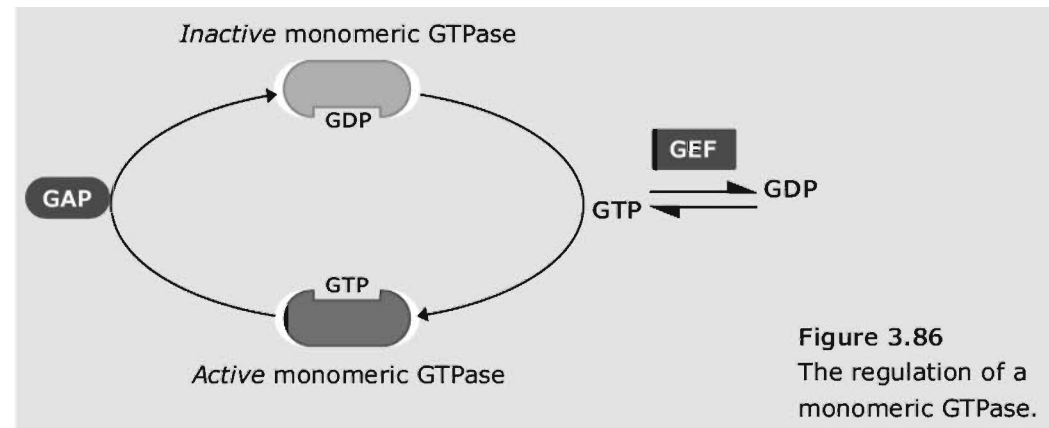 Inactive monomeric GTPase
GDP
GEF
GAP
GTP
GDP
GTP
Active monomeric GTPase
Figure 3.86
The regulation of a
monomeric GTPase.